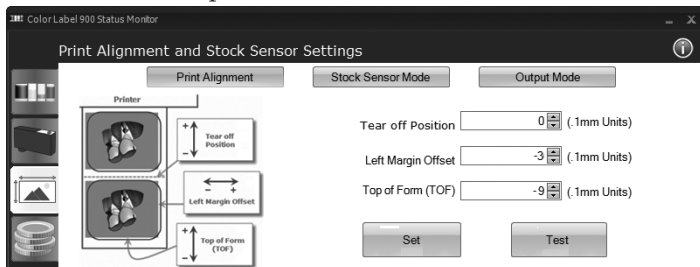 Color Label 900 Status Monitor
Print Alignment and Stock Sensor Settings
Print Alignment
Stock Sensor Mode
Output Mode
Printer
+
-
Tear off
Position
- +
Left Margin Offset
+
-
Top of Form
(TOF)
Tear off Position 0 (.1mm Units)
Left Margin Offset -3 (.1mm Units)
Top of Form (TOF) -9 (.1mm Units)
Set
Test